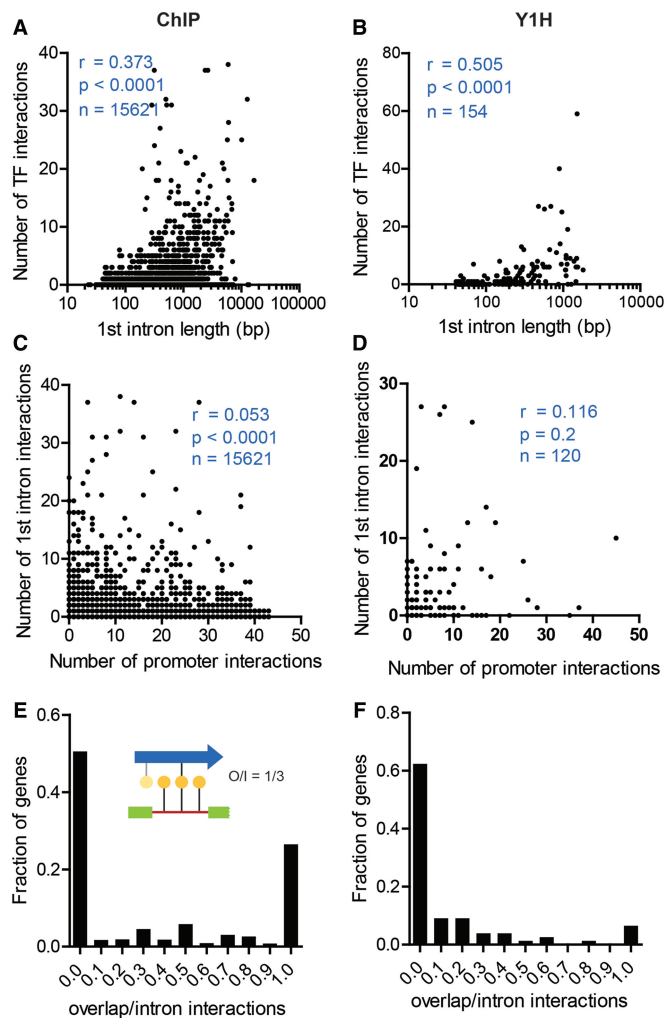 ChIP
Y1H
A
B
r = 0.373
p < 0.0001
n = 15621
r = 0.505
p < 0.0001
n = 154
Number of TF interactions
40
30
20
10
0
10
100
1000
10000
100000
1st intron length (bp)
Number of TF interactions
80
60
40
20
0
10
100
1000
10000
1st intron length (bp)
C
D
r = 0.053
p < 0.0001
n = 15621
r = 0.116
p = 0.2
n = 120
Number of 1st intron interactions
40
30
20
10
0
0
10
20
30
40
50
Number of promoter interactions
Number of 1st intron interactions
30
20
10
0
0
10
20
30
40
50
Number of promoter interactions
E
F
O/I = 1/3
Fraction of genes
0.6
0.4
0.2
0.0
0.0
0.1
0.2
0.3
0.4
0.5
0.6
0.7
0.8
0.9
1.0
overlap/intron interactions
Fraction of genes
0.8
0.6
0.4
0.2
0.0
0.0
0.1
0.2
0.3
0.4
0.5
0.6
0.7
0.8
0.9
1.0
overlap/intron interactions